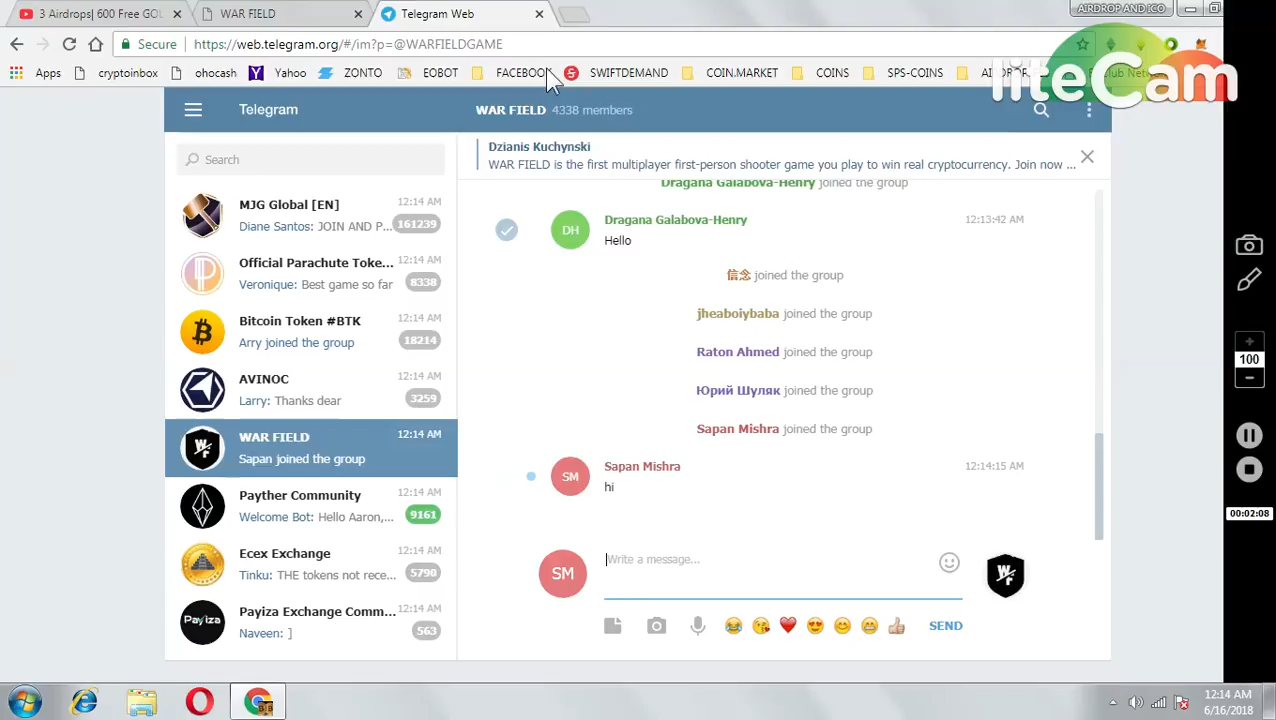 3 Airdrops| 600 Free GO
WAR FIELD
Telegram Web
AIRDROP AND ICO
Secure
https://web.telegram.org/#/im?p=@WARFIELDGAME
Apps
cryptoinbox
ohocash
Yahoo
ZONTO
EOBOT
FACEBOOK
SWIFTDEMAND
COIN.MARKET
COINS
SPS-COINS
liteCam
Telegram
WAR FIELD 4338 members
Search
Dzianis Kuchynski
WAR FIELD is the first multiplayer first-person shooter game you play to win real cryptocurrency. Join now ...
MJG Global [EN] 12:14 AM
Diane Santos: JOIN AND P... 161239
Official Parachute Toke... 12:14 AM
Veronique: Best game so far 8338
Bitcoin Token #BTK 12:14 AM
Arry joined the group 18214
AVINOC 12:14 AM
Larry: Thanks dear 3259
WAR FIELD 12:14 AM
Sapan joined the group
Payther Community 12:14 AM
Welcome Bot: Hello Aaron,... 9161
Ecex Exchange 12:14 AM
Tinku: THE tokens not rece... 5790
Payiza Exchange Comm... 12:14 AM
Naveen: ] 563
Payiza
Dragana Galabova-Henry joined the group
DH
Dragana Galabova-Henry 12:13:42 AM
Hello
信念 joined the group
jheaboiybaba joined the group
Raton Ahmed joined the group
Юрий Шуляк joined the group
Sapan Mishra joined the group
SM
Sapan Mishra 12:14:15 AM
hi
SM
Write a message...
SEND
100
00:02:08
12:14 AM
6/16/2018